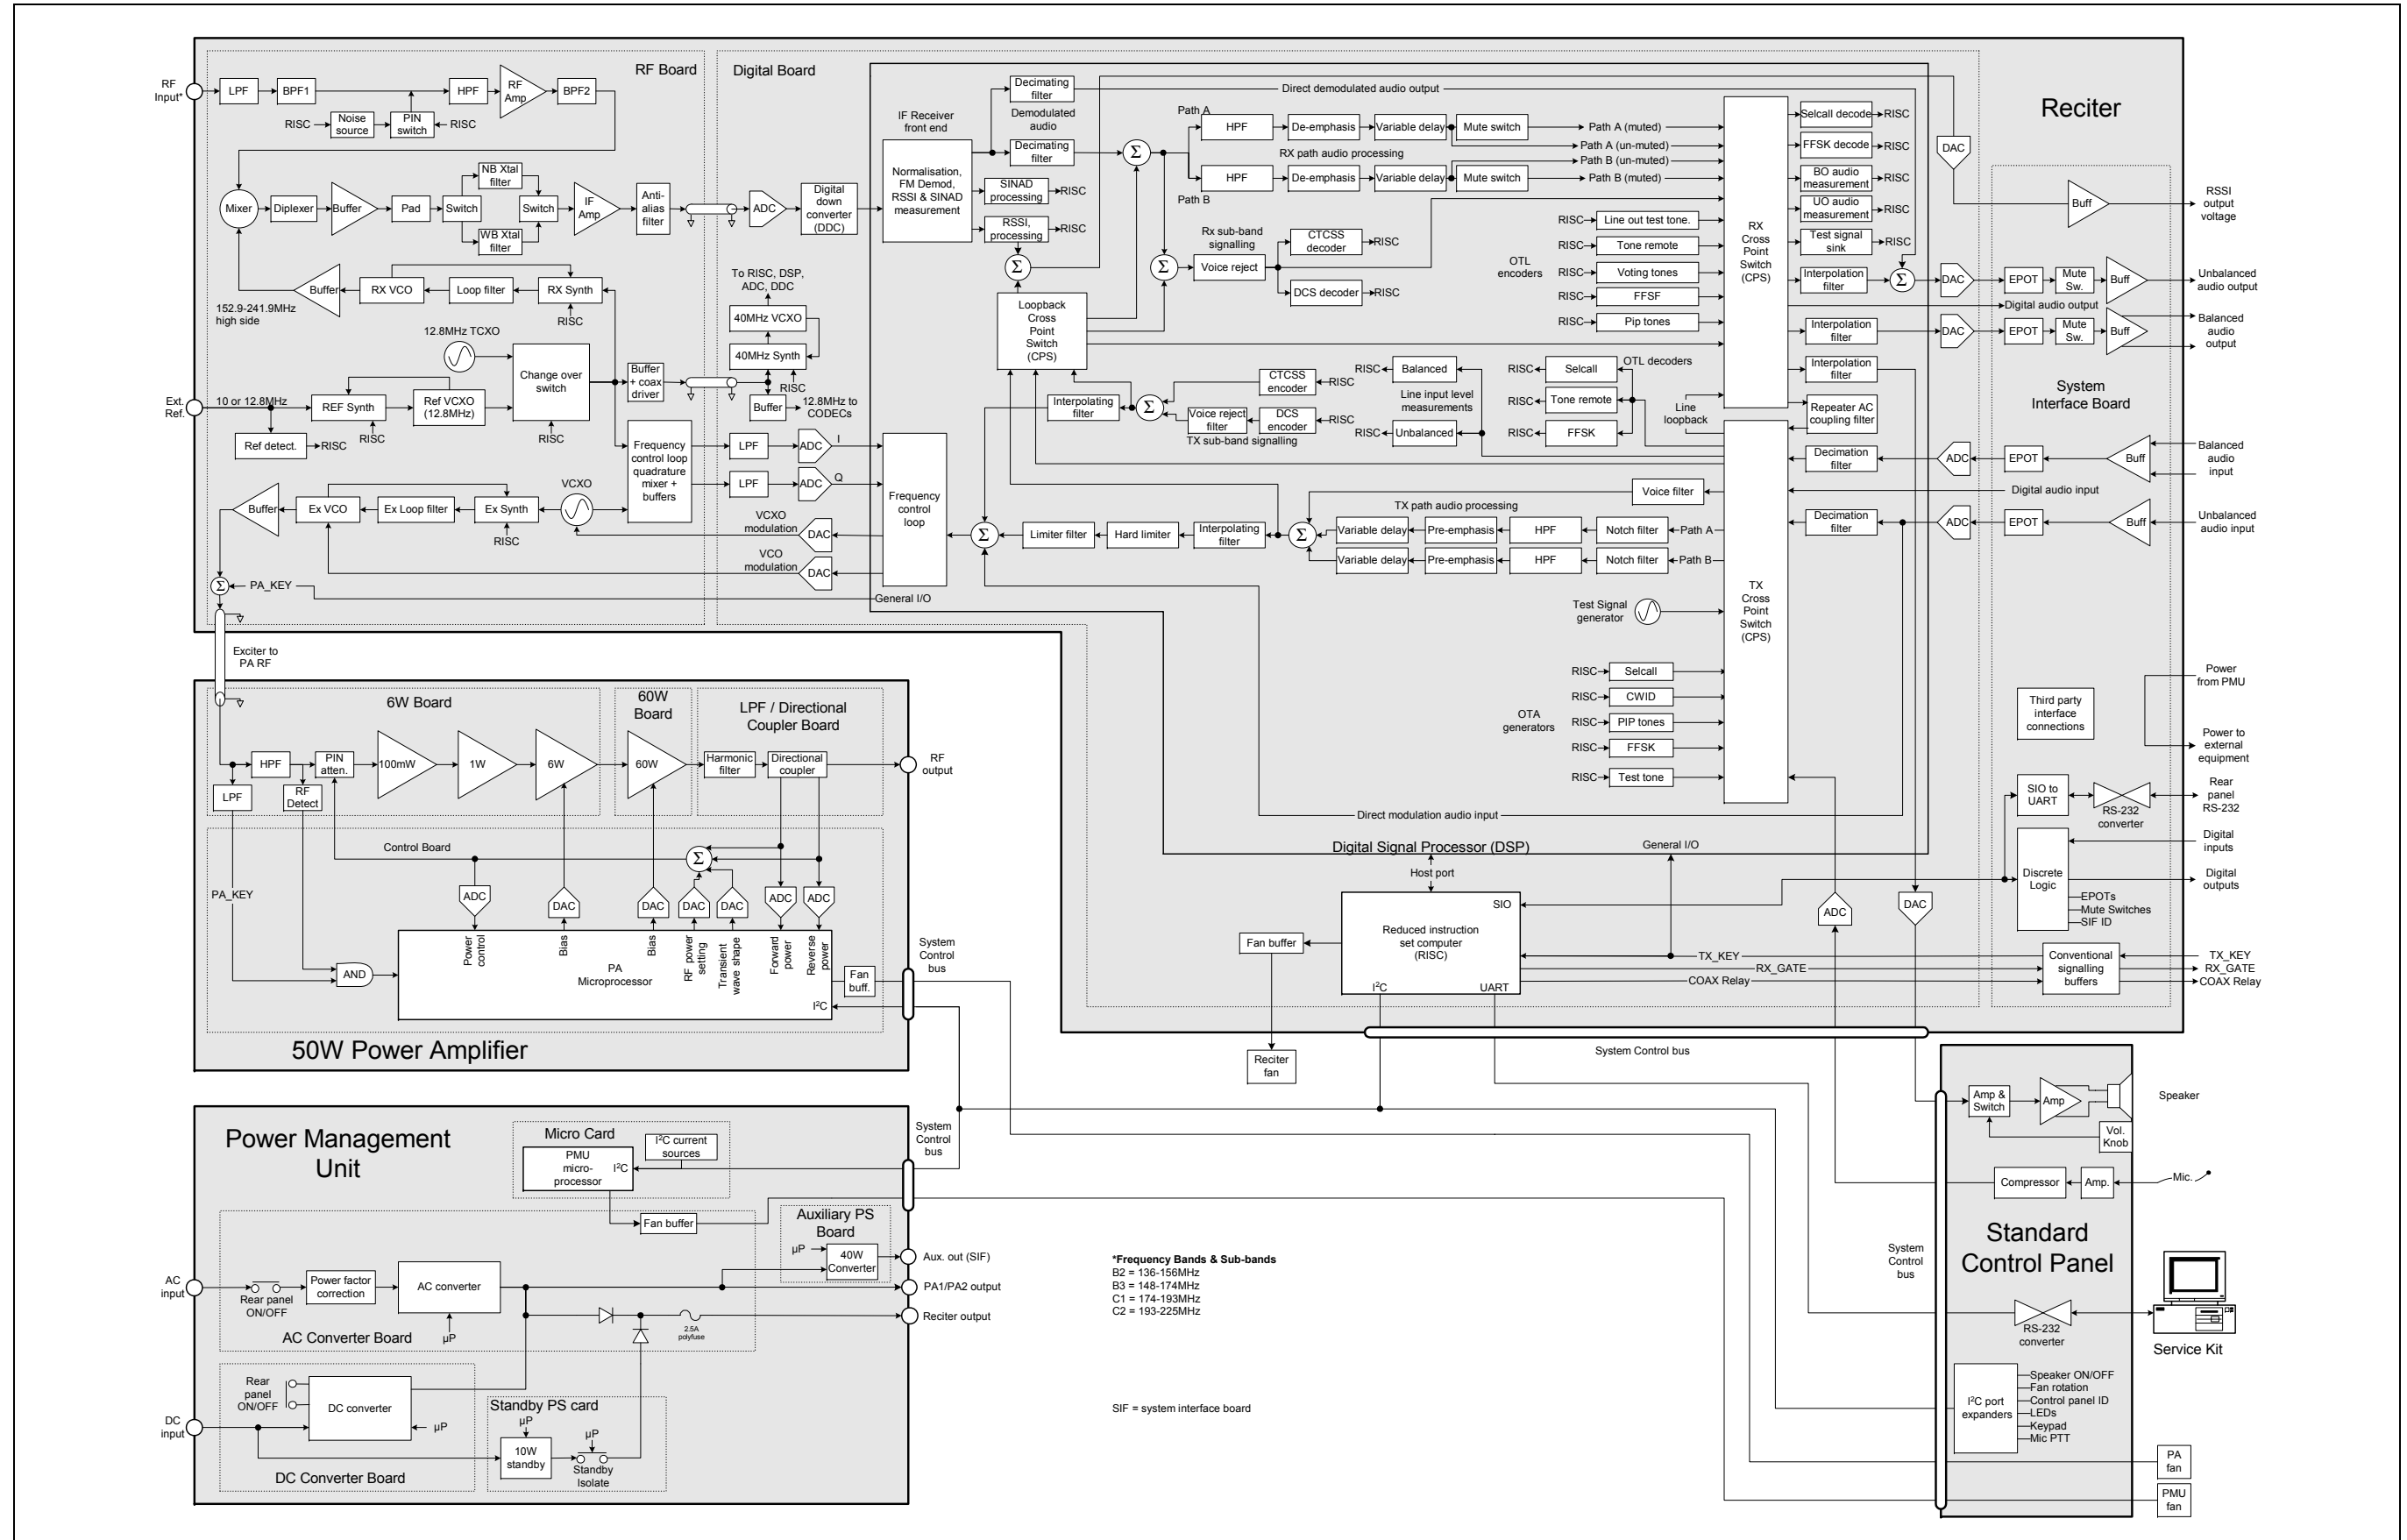 RF Board
Digital Board
Reciter
RF
Input*
LPF
BPF1
HPF
RF
Amp
BPF2
RISC
Noise
source
PIN
switch
RISC
Mixer
Diplexer
Buffer
Pad
Switch
NB Xtal
filter
WB Xtal
filter
Switch
IF
Amp
Anti-
alias
filter
ADC
Digital
down
converter
(DDC)
Buffer
RX VCO
Loop filter
RX Synth
RISC
152.9-241.9MHz
high side
12.8MHz TCXO
Change over
switch
RISC
Buffer
+ coax
driver
To RISC, DSP,
ADC, DDC
40MHz VCXO
40MHz Synth
RISC
Buffer
12.8MHz to
CODECs
Ext.
Ref.
10 or 12.8MHz
REF Synth
RISC
Ref VCXO
(12.8MHz)
Ref detect.
RISC
Frequency
control loop
quadrature
mixer +
buffers
LPF
ADC
I
LPF
ADC
Q
Buffer
Ex VCO
Ex Loop filter
Ex Synth
RISC
VCXO
VCXO
modulation
DAC
VCO
modulation
DAC
Σ
PA_KEY
General I/O
Frequency
control
loop
IF Receiver
front end
Normalisation,
FM Demod,
RSSI & SINAD
measurement
Decimating
filter
Demodulated
audio
Decimating
filter
SINAD
processing
RISC
RSSI,
processing
RISC
Σ
Loopback
Cross
Point
Switch
(CPS)
Direct demodulated audio output
Σ
Path A
HPF
De-emphasis
Variable delay
Mute switch
Path A (muted)
Path A (un-muted)
RX path audio processing
Path B (un-muted)
HPF
De-emphasis
Variable delay
Mute switch
Path B (muted)
Path B
Σ
Rx sub-band
signalling
Voice reject
CTCSS
decoder
RISC
DCS decoder
RISC
OTL
encoders
RISC
Line out test tone.
RISC
Tone remote
RISC
Voting tones
RISC
FFSF
RISC
Pip tones
RX
Cross
Point
Switch
(CPS)
Selcall decode
RISC
FFSK decode
RISC
BO audio
measurement
RISC
UO audio
measurement
RISC
Test signal
sink
RISC
Interpolation
filter
Σ
DAC
EPOT
Mute
Sw.
Buff
Unbalanced
audio output
Digital audio output
Interpolation
filter
DAC
EPOT
Mute
Sw.
Buff
Balanced
audio
output
Interpolation
filter
Repeater AC
coupling filter
DAC
Buff
RSSI
output
voltage
System
Interface Board
Interpolating
filter
Σ
CTCSS
encoder
RISC
Voice reject
filter
DCS
encoder
RISC
TX sub-band signalling
RISC
Balanced
Line input level
measurements
RISC
Unbalanced
OTL decoders
RISC
Selcall
RISC
Tone remote
RISC
FFSK
Line
loopback
Decimation
filter
ADC
EPOT
Buff
Balanced
audio
input
Digital audio input
Decimation
filter
ADC
EPOT
Buff
Unbalanced
audio input
Voice filter
TX path audio processing
Σ
Limiter filter
Hard limiter
Interpolating
filter
Σ
Variable delay
Pre-emphasis
HPF
Notch filter
Path A
Variable delay
Pre-emphasis
HPF
Notch filter
Path B
TX
Cross
Point
Switch
(CPS)
Test Signal
generator
OTA
generators
RISC
Selcall
RISC
CWID
RISC
PIP tones
RISC
FFSK
RISC
Test tone
Direct modulation audio input
Digital Signal Processor (DSP)
General I/O
Host port
SIO
Reduced instruction
set computer
(RISC)
I²C
UART
Fan buffer
Reciter
fan
TX_KEY
RX_GATE
COAX Relay
ADC
DAC
Third party
interface
connections
Power
from PMU
Power to
external
equipment
SIO to
UART
RS-232
converter
Rear
panel
RS-232
Discrete
Logic
Digital
inputs
Digital
outputs
EPOTs
Mute Switches
SIF ID
Conventional
signalling
buffers
TX_KEY
RX_GATE
COAX Relay
System Control bus
Exciter to
PA RF
6W Board
60W
Board
LPF / Directional
Coupler Board
HPF
PIN
atten.
100mW
1W
6W
60W
Harmonic
filter
Directional
coupler
RF
output
LPF
RF
Detect
Control Board
Σ
PA_KEY
ADC
DAC
DAC
DAC
DAC
ADC
ADC
Power
control
Bias
Bias
RF power
setting
Transient
wave shape
Forward
power
Reverse
power
AND
PA
Microprocessor
I²C
Fan
buff.
System
Control
bus
50W Power Amplifier
Power Management
Unit
Micro Card
PMU
micro-
processor
I²C
I²C current
sources
System
Control
bus
Fan buffer
Auxiliary PS
Board
µP
40W
Converter
Aux. out (SIF)
AC
input
Rear panel
ON/OFF
Power factor
correction
AC converter
µP
PA1/PA2 output
Reciter output
2.5A
polyfuse
AC Converter Board
Rear
panel
ON/OFF
DC converter
µP
DC
input
DC Converter Board
Standby PS card
µP
10W
standby
µP
Standby
Isolate
*Frequency Bands & Sub-bands
B2 = 136-156MHz
B3 = 148-174MHz
C1 = 174-193MHz
C2 = 193-225MHz
SIF = system interface board
Amp &
Switch
Amp
Speaker
Vol.
Knob
Compressor
Amp.
Mic.
Standard
Control Panel
System
Control
bus
RS-232
converter
Service Kit
I²C port
expanders
Speaker ON/OFF
Fan rotation
Control panel ID
LEDs
Keypad
Mic PTT
PA
fan
PMU
fan